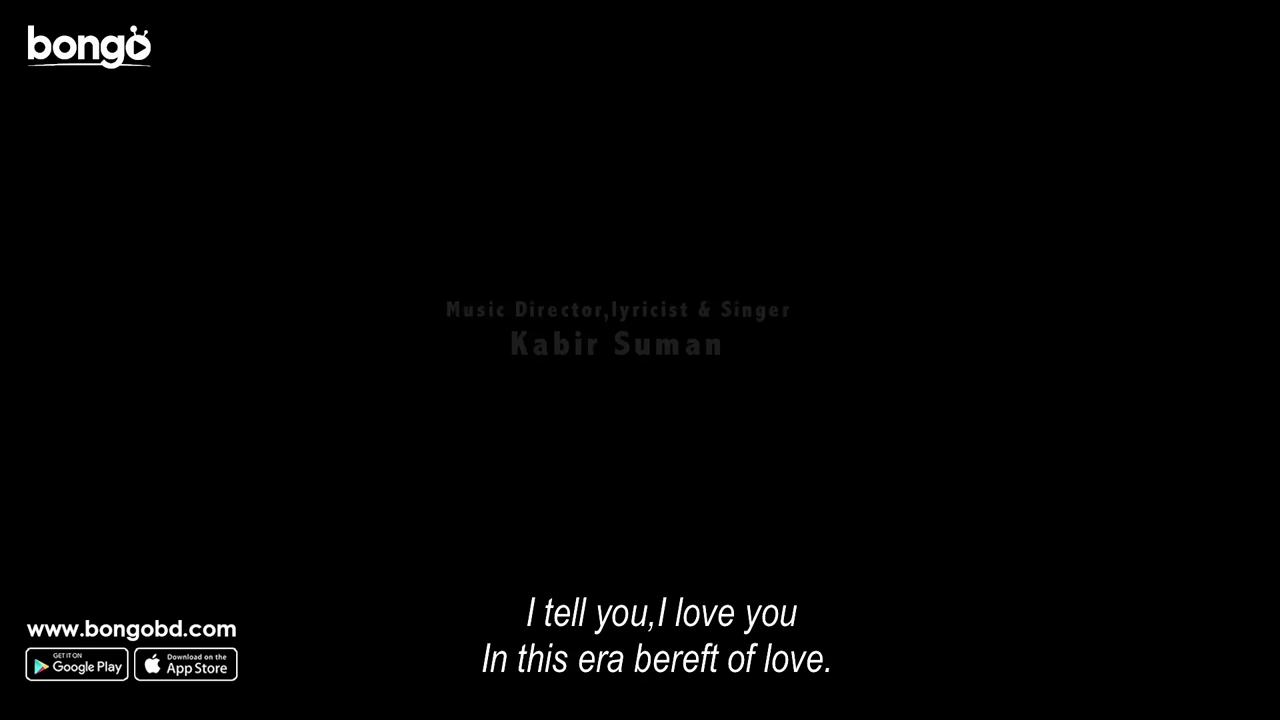 bongo
Music Director,lyricist & Singer
Kabir Suman
I tell you,I love you
In this era bereft of love.
www.bongobd.com
GET IT ON
Google Play
Download on the
App Store